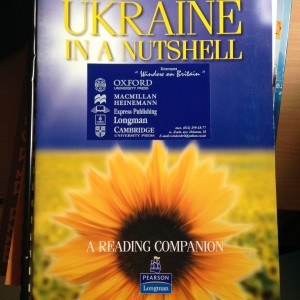 UKRAINE
IN A NUTSHELL
" Window on Britain "
OXFORD
UNIVERSITY PRESS
MACMILLAN
HEINEMANN
Express Publishing
Longman
CAMBRIDGE
UNIVERSITY PRESS
A READING COMPANION
PEARSON
Longman